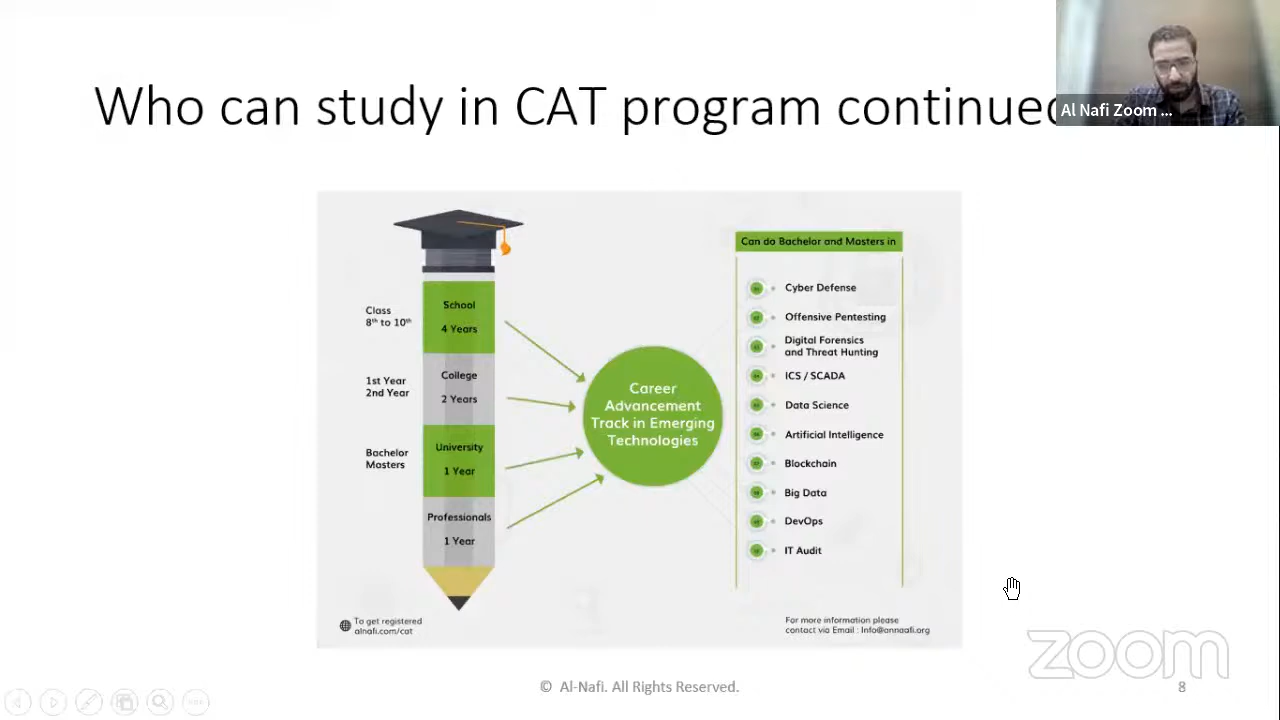 Who can study in CAT program continued
Al Nafi Zoom ...
Can do Bachelor and Masters in
Class
8th to 10th
School
4 Years
1st Year
2nd Year
College
2 Years
Bachelor
Masters
University
1 Year
Professionals
1 Year
Career
Advancement
Track in Emerging
Technologies
Cyber Defense
Offensive Pentesting
Digital Forensics
and Threat Hunting
ICS / SCADA
Data Science
Artificial Intelligence
Blockchain
Big Data
DevOps
IT Audit
To get registered
alnafi.com/cat
For more information please
contact via Email : Info@onnaafi.org
zoom
© Al-Nafi. All Rights Reserved.
8